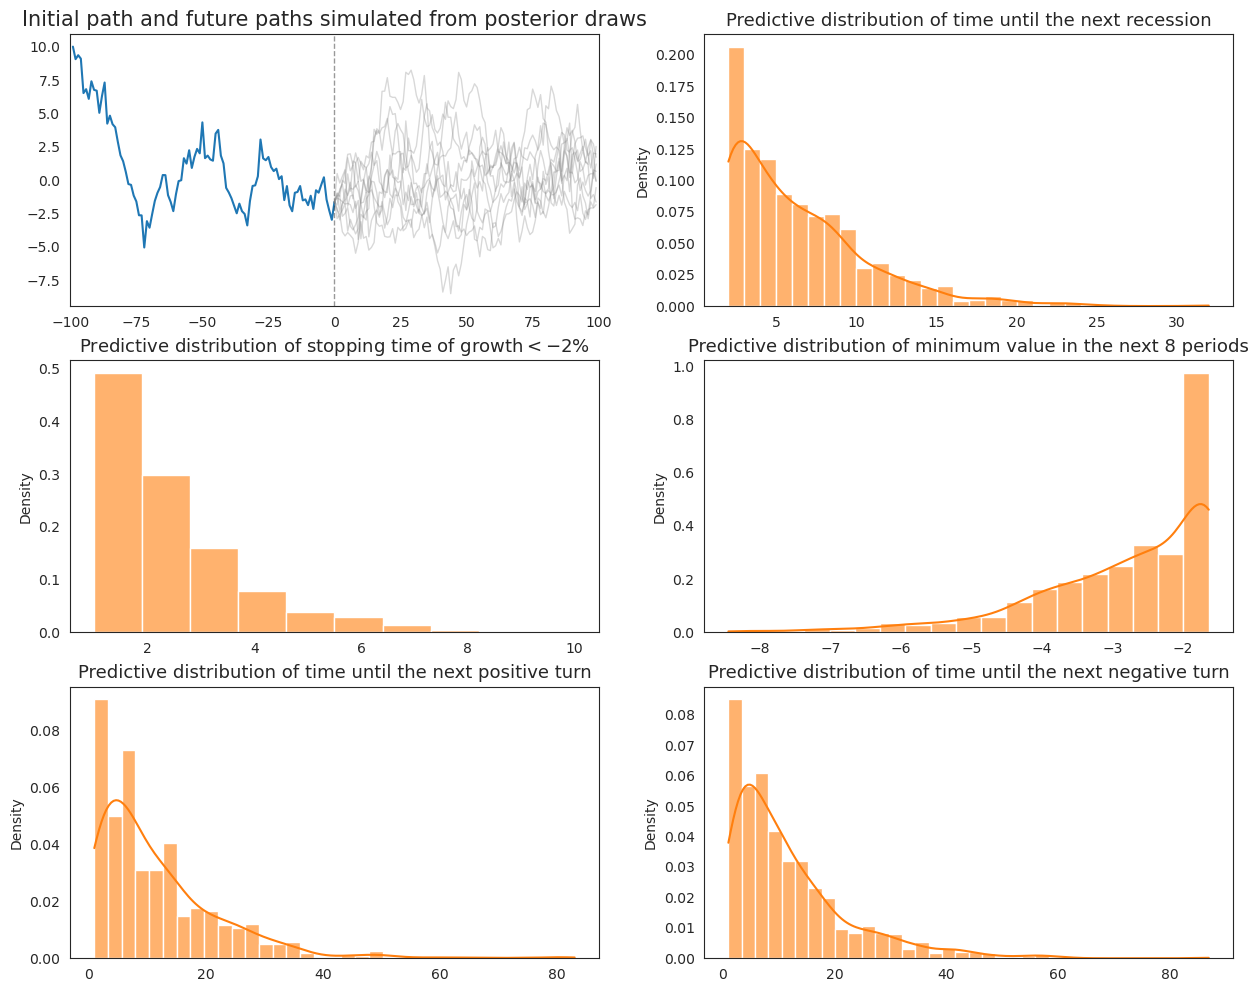 Initial path and future paths simulated from posterior draws
10.0
7.5
5.0
2.5
0.0
−2.5
−5.0
−7.5
−100 −75 −50 −25 0 25 50 75 100
Predictive distribution of time until the next recession
Density
0.200
0.175
0.150
0.125
0.100
0.075
0.050
0.025
0.000
5 10 15 20 25 30
Predictive distribution of stopping time of growth < −2%
Density
0.5
0.4
0.3
0.2
0.1
0.0
2 4 6 8 10
Predictive distribution of minimum value in the next 8 periods
Density
1.0
0.8
0.6
0.4
0.2
0.0
−8 −7 −6 −5 −4 −3 −2
Predictive distribution of time until the next positive turn
Density
0.08
0.06
0.04
0.02
0.00
0 20 40 60 80
Predictive distribution of time until the next negative turn
Density
0.08
0.07
0.06
0.05
0.04
0.03
0.02
0.01
0.00
0 20 40 60 80